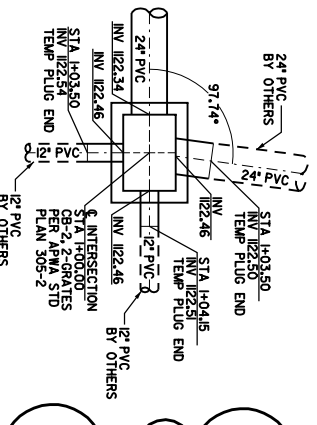 24" PVC
BY OTHERS
97.74°
24" PVC
24" PVC
STA 1+03.50
INV 1122.50
TEMP PLUG END
INV
1122.46
INV 1122.34
STA 1+04.15
INV 1122.51
TEMP PLUG END
12" PVC
12" PVC
BY OTHERS
INV 1122.46
INV 1122.46
STA 1+03.50
INV 1122.54
TEMP PLUG END
12" PVC
12" PVC
BY OTHERS
℄ INTERSECTION
STA 1+00.00
CB-2, 2-GRATES
PER APWA STD
PLAN 305-2